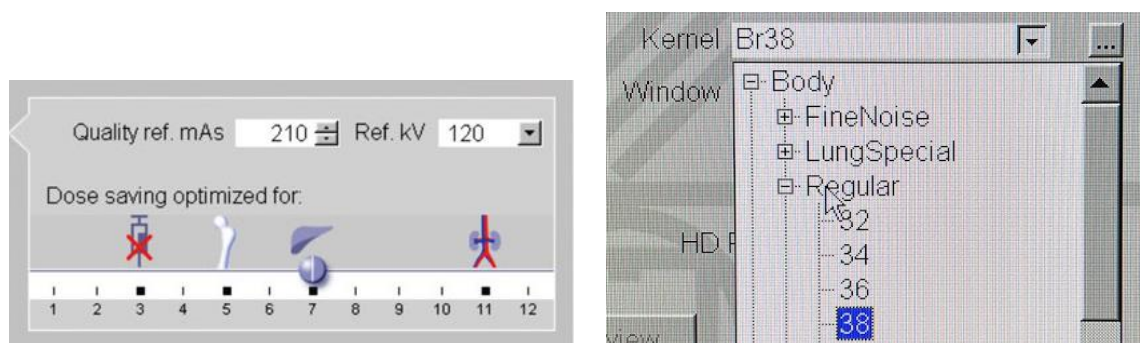 Quality ref. mAs 210 Ref. kV 120
Dose saving optimized for:
1 2 3 4 5 6 7 8 9 10 11 12
Kernel Br38 ...
Window
Body
FineNoise
LungSpecial
Regular
32
34
HD
36
38